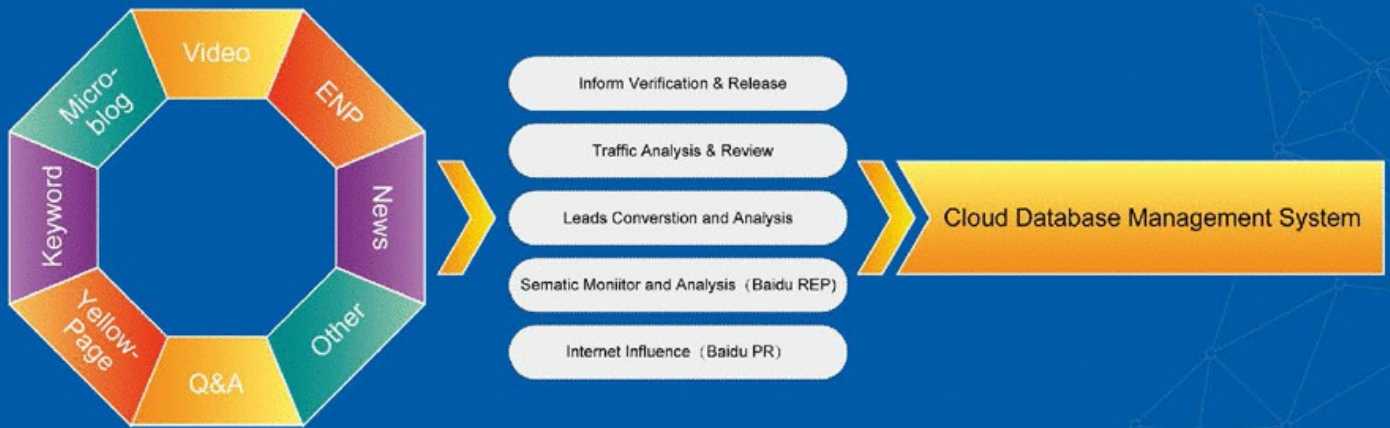 Video
ENP
News
Other
Q&A
Yellow-
Page
Keyword
Micro-
blog
Inform Verification & Release
Traffic Analysis & Review
Leads Converstion and Analysis
Sematic Moniitor and Analysis（Baidu REP)
Internet Influence（Baidu PR）
Cloud Database Management System